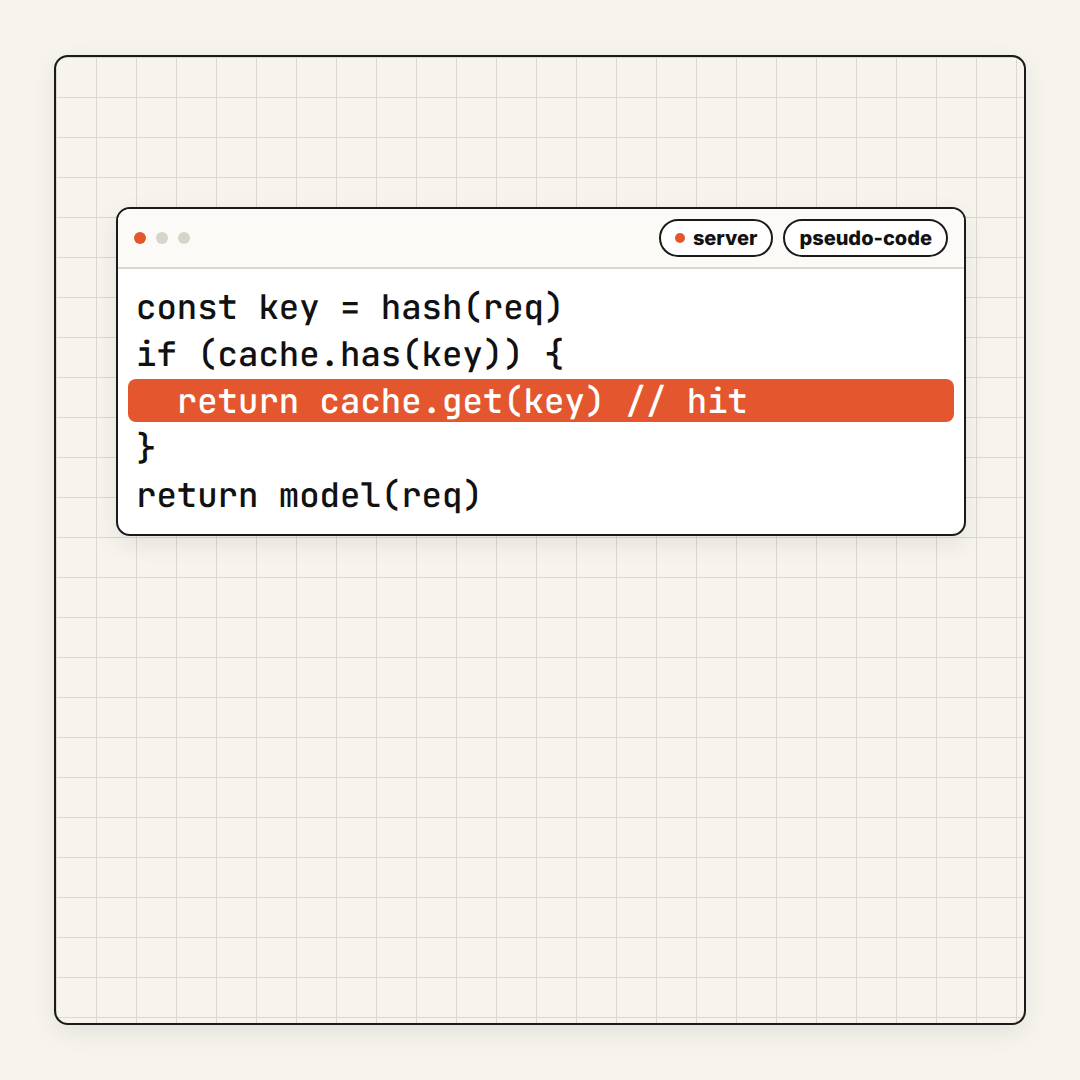 server pseudo-code
const key = hash(req)
if (cache.has(key)) {
  return cache.get(key) // hit
}
return model(req)